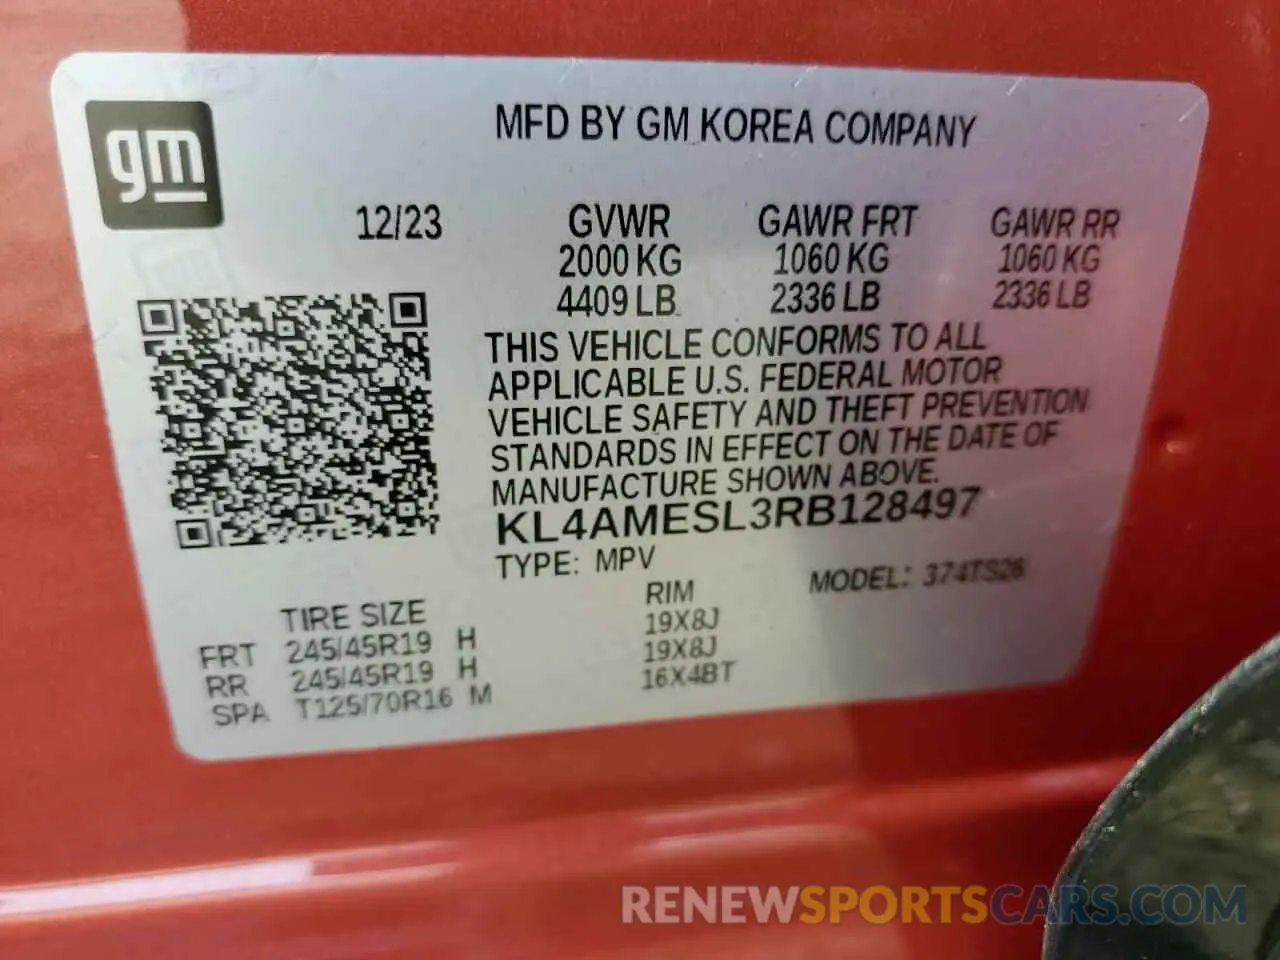 gm
MFD BY GM KOREA COMPANY
12/23 GVWR GAWR FRT GAWR RR
2000 KG 1060 KG 1060 KG
4409 LB 2336 LB 2336 LB
THIS VEHICLE CONFORMS TO ALL
APPLICABLE U.S. FEDERAL MOTOR
VEHICLE SAFETY AND THEFT PREVENTION
STANDARDS IN EFFECT ON THE DATE OF
MANUFACTURE SHOWN ABOVE.
KL4AMESL3RB128497
TYPE: MPV MODEL: 374TS26
TIRE SIZE RIM
FRT 245/45R19 H 19X8J
RR 245/45R19 H 19X8J
SPA T125/70R16 M 16X4BT
RENEWSPORTSCARS.COM